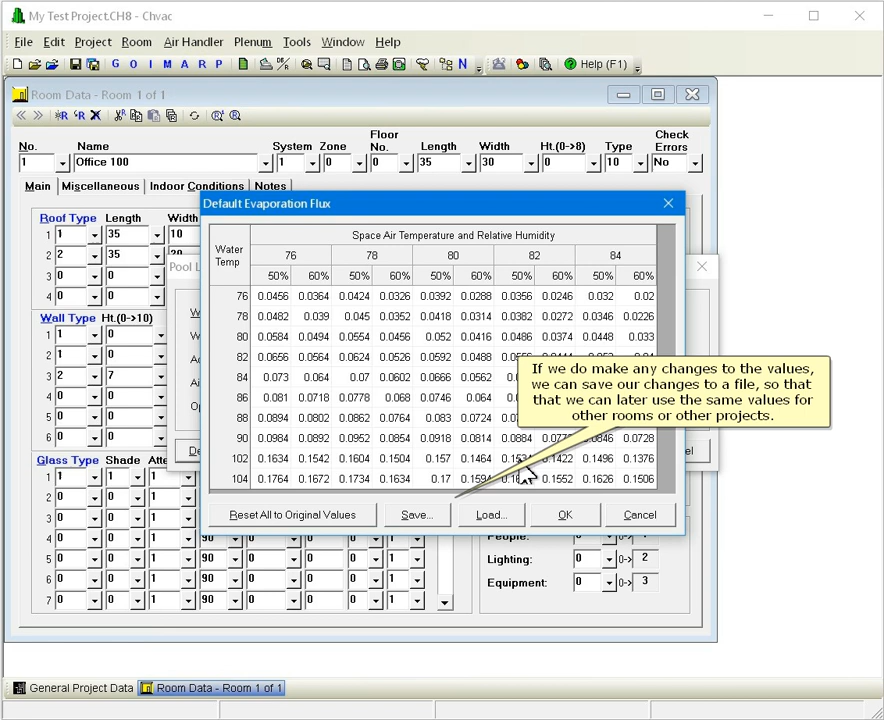 My Test Project.CH8 - Chvac
File Edit Project Room Air Handler Plenum Tools Window Help
G O I M A R P N Help (F1)
Room Data - Room 1 of 1
No. Name System Zone Floor No. Length Width Ht.(0->8) Type Check Errors
1 Office 100 1 0 0 35 30 0 10 No
Main Miscellaneous Indoor Conditions Notes
Default Evaporation Flux
Roof Type Length Width
1 1 35 10
2 2 35
3 0 0
4 0 0
Pool L
Wall Type Ht.(0->10)
1 1 0
2 1 0
3 2 7
4 0 0
5 0 0
6 0 0
Glass Type Shade
1 1 1 1
2 0 0 0
3 0 0 0
4 0 0 0 90 0 0 0 1
5 0 0 0 90 0 0 0 1
6 0 0 0 90 0 0 0 1
7 0 0 0 90 0 0 0 1
Water Temp
Space Air Temperature and Relative Humidity
76 78 80 82 84
50% 60% 50% 60% 50% 60% 50% 60% 50% 60%
76 0.0456 0.0364 0.0424 0.0326 0.0392 0.0288 0.0356 0.0246 0.032 0.02
78 0.0482 0.039 0.045 0.0352 0.0418 0.0314 0.0382 0.0272 0.0346 0.0226
80 0.0584 0.0494 0.0554 0.0456 0.052 0.0416 0.0486 0.0374 0.0448 0.033
82 0.0656 0.0564 0.0624 0.0526 0.0592 0.0488
84 0.073 0.064 0.07 0.0602 0.0666 0.0562
86 0.081 0.0718 0.0778 0.068 0.0746 0.064
88 0.0894 0.0802 0.0862 0.0764 0.083 0.0724
90 0.0984 0.0892 0.0952 0.0854 0.0918 0.0814 0.0884 0.0846 0.0728
102 0.1634 0.1542 0.1604 0.1504 0.157 0.1464 0.1422 0.1496 0.1376
104 0.1764 0.1672 0.1734 0.1634 0.17 0.1552 0.1626 0.1506
If we do make any changes to the values,
we can save our changes to a file, so that
that we can later use the same values for
other rooms or other projects.
Reset All to Original Values Save... Load... OK Cancel
People:
Lighting: 0 0-> 2
Equipment: 0 0-> 3
General Project Data Room Data - Room 1 of 1